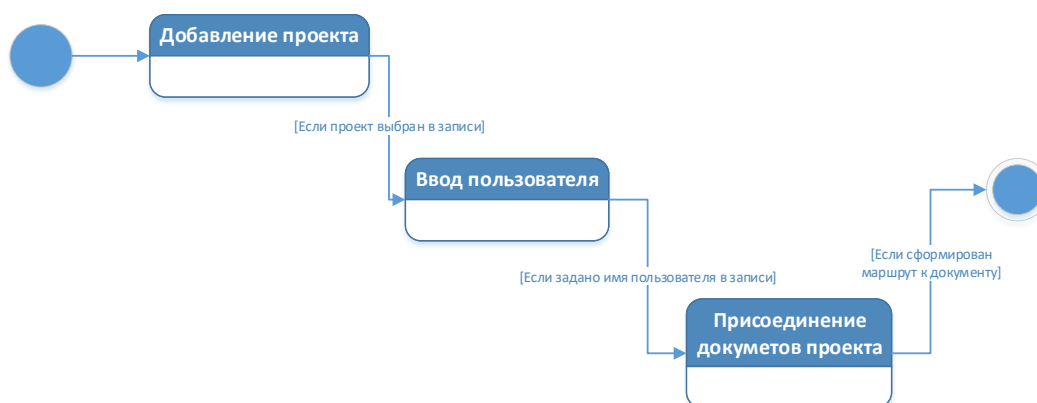 Добавление проекта
[Если проект выбран в записи]
Ввод пользователя
[Если задано имя пользователя в записи]
[Если сформирован
маршрут к документу]
Присоединение
докуметов проекта